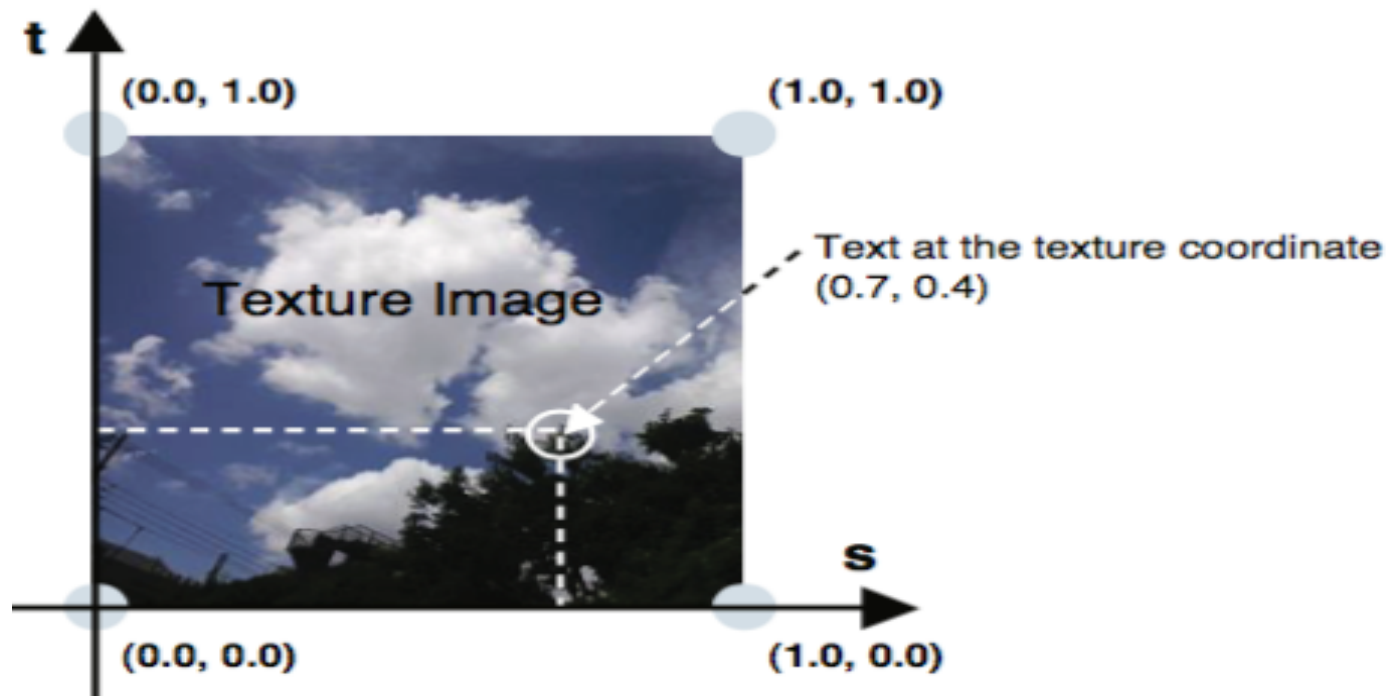 t
(0.0, 1.0)
(1.0, 1.0)
Text at the texture coordinate
(0.7, 0.4)
Texture Image
s
(0.0, 0.0)
(1.0, 0.0)